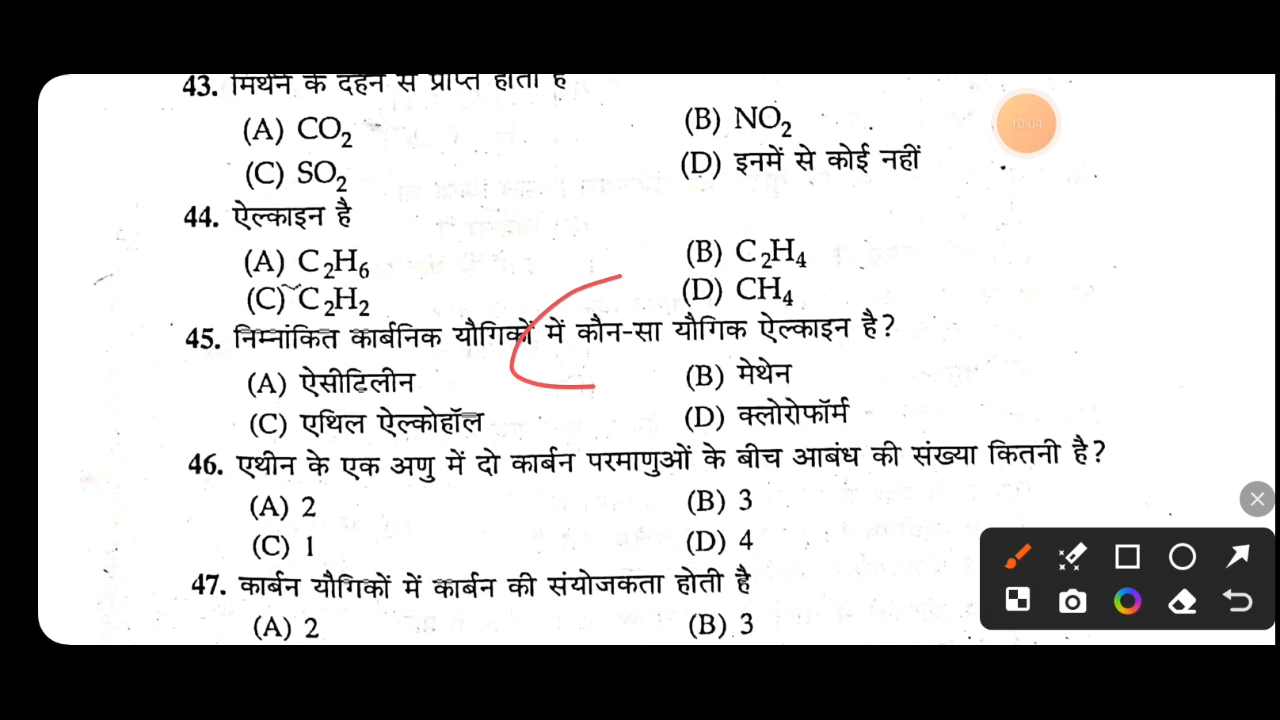 43. मिथेन के दहन से प्राप्त होता है
(A) CO₂ (B) NO₂
(C) SO₂ (D) इनमें से कोई नहीं
10:04
44. ऐल्काइन है
(A) C₂H₆ (B) C₂H₄
(C) C₂H₂ (D) CH₄
45. निम्नांकित कार्बनिक यौगिकों में कौन-सा यौगिक ऐल्काइन है?
(A) ऐसीटिलीन (B) मेथेन
(C) एथिल ऐल्कोहॉल (D) क्लोरोफॉर्म
46. एथीन के एक अणु में दो कार्बन परमाणुओं के बीच आबंध की संख्या कितनी है?
(A) 2 (B) 3
(C) 1 (D) 4
47. कार्बन यौगिकों में कार्बन की संयोजकता होती है
(A) 2 (B) 3